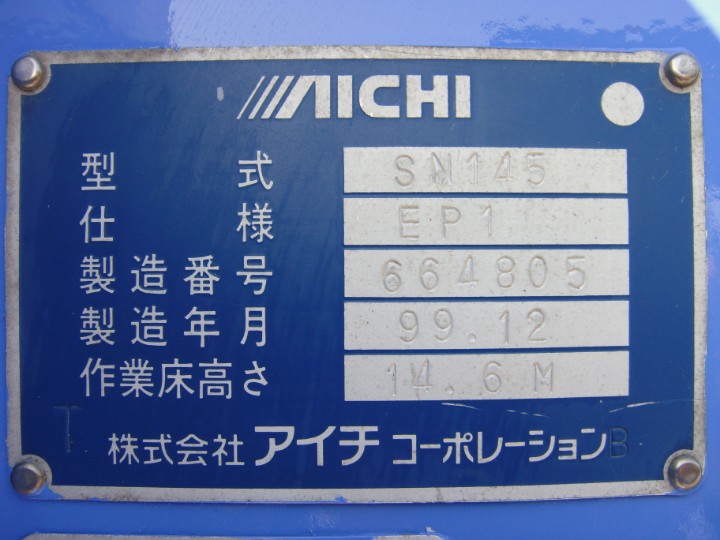 AICHI
型式 SN145
仕様 EP1
製造番号 664805
製造年月 99.12
作業床高さ 14.6M
T 株式会社 アイチ コーポレーション B